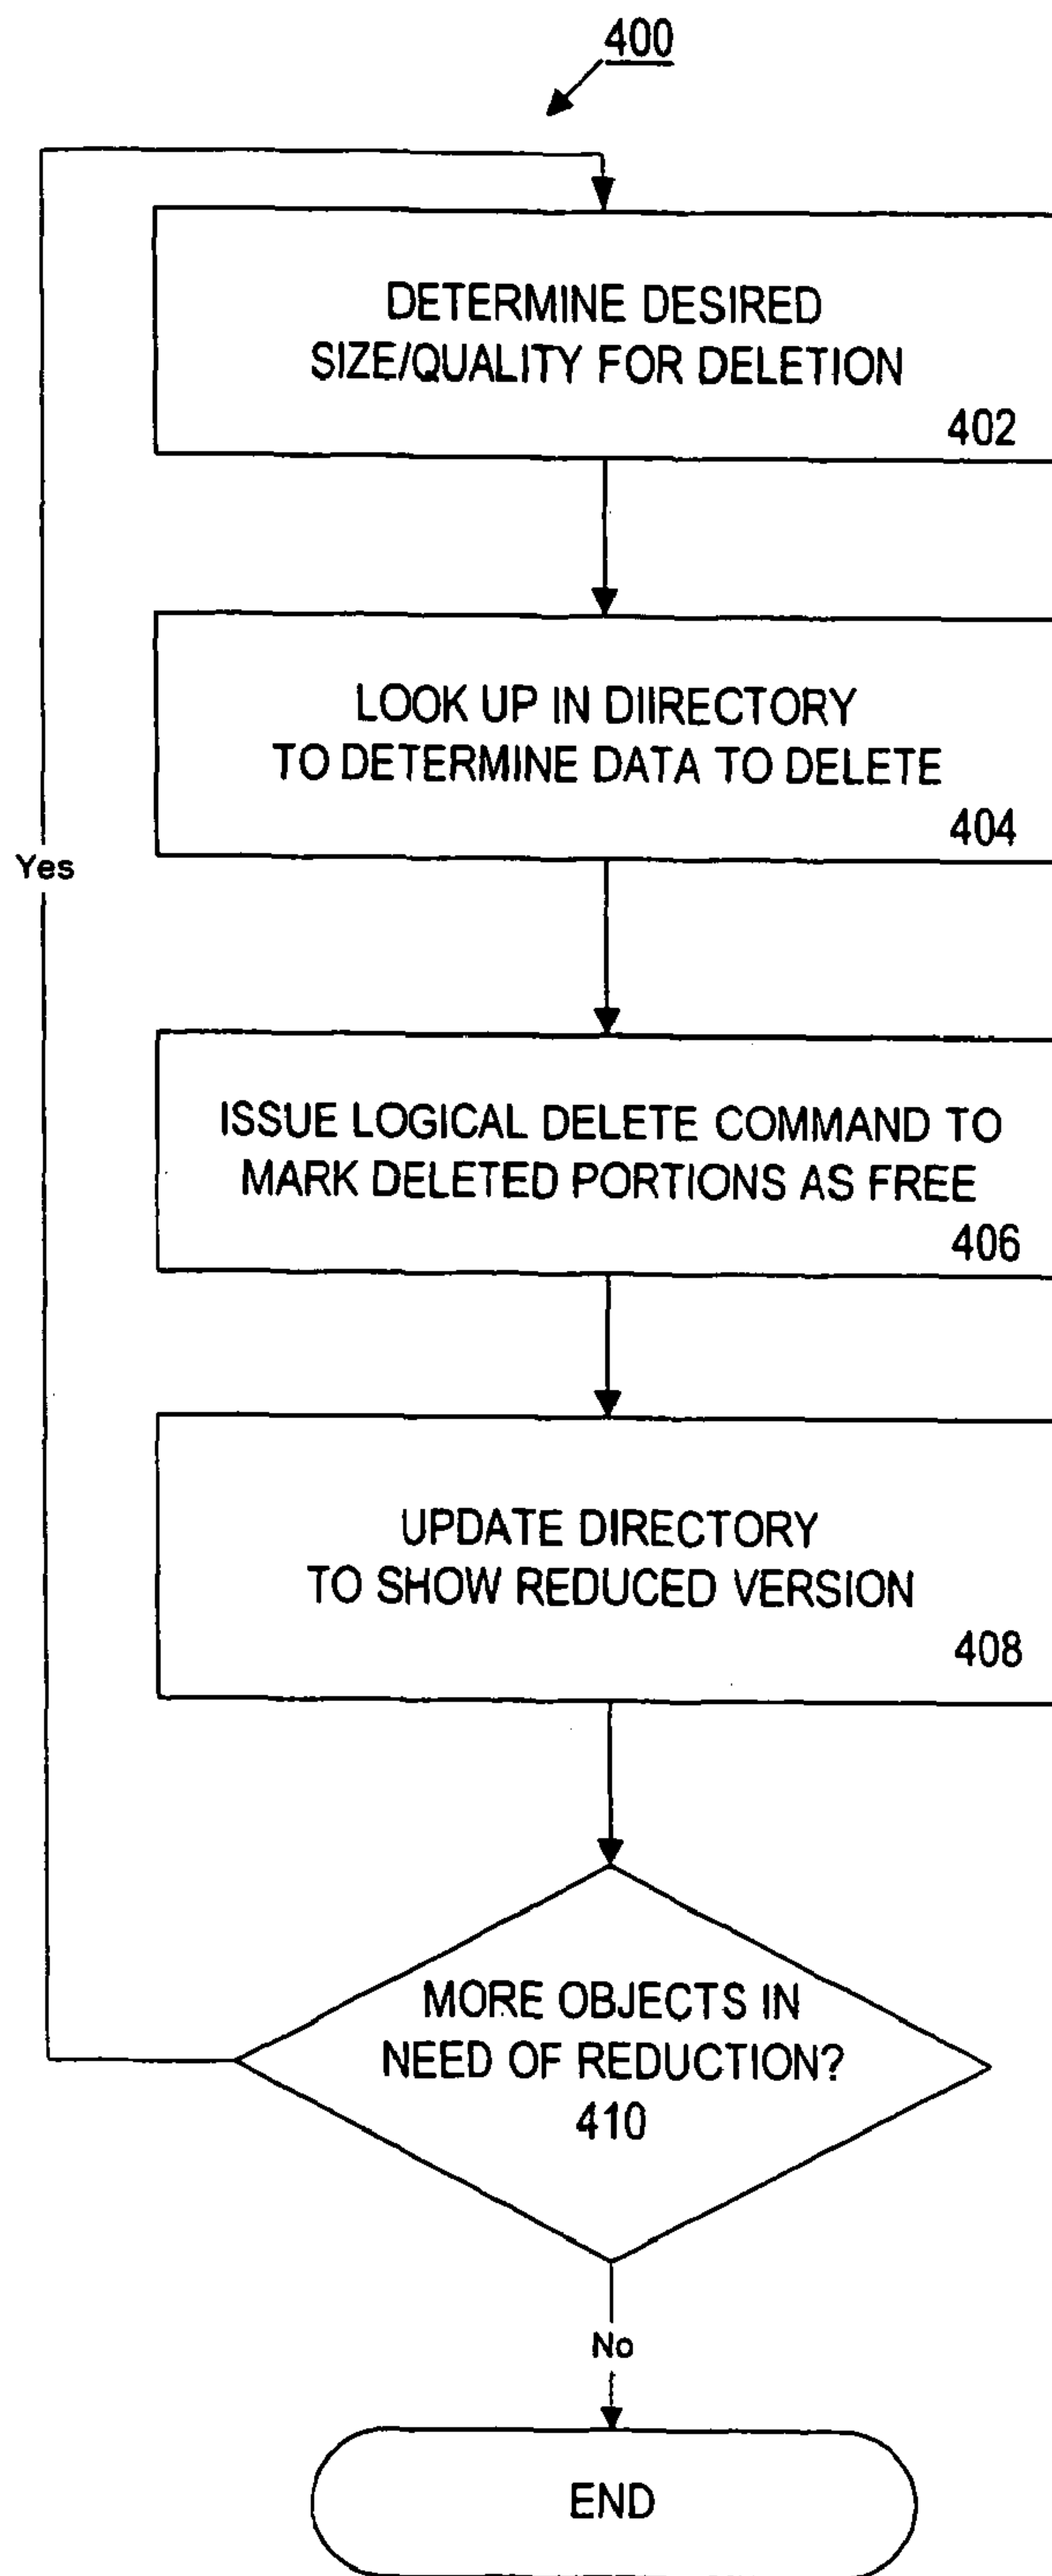 400
DETERMINE DESIRED
SIZE/QUALITY FOR DELETION
402
LOOK UP IN DIIRECTORY
TO DETERMINE DATA TO DELETE
404
Yes
ISSUE LOGICAL DELETE COMMAND TO
MARK DELETED PORTIONS AS FREE
406
UPDATE DIRECTORY
TO SHOW REDUCED VERSION
408
MORE OBJECTS IN
NEED OF REDUCTION?
410
No
END